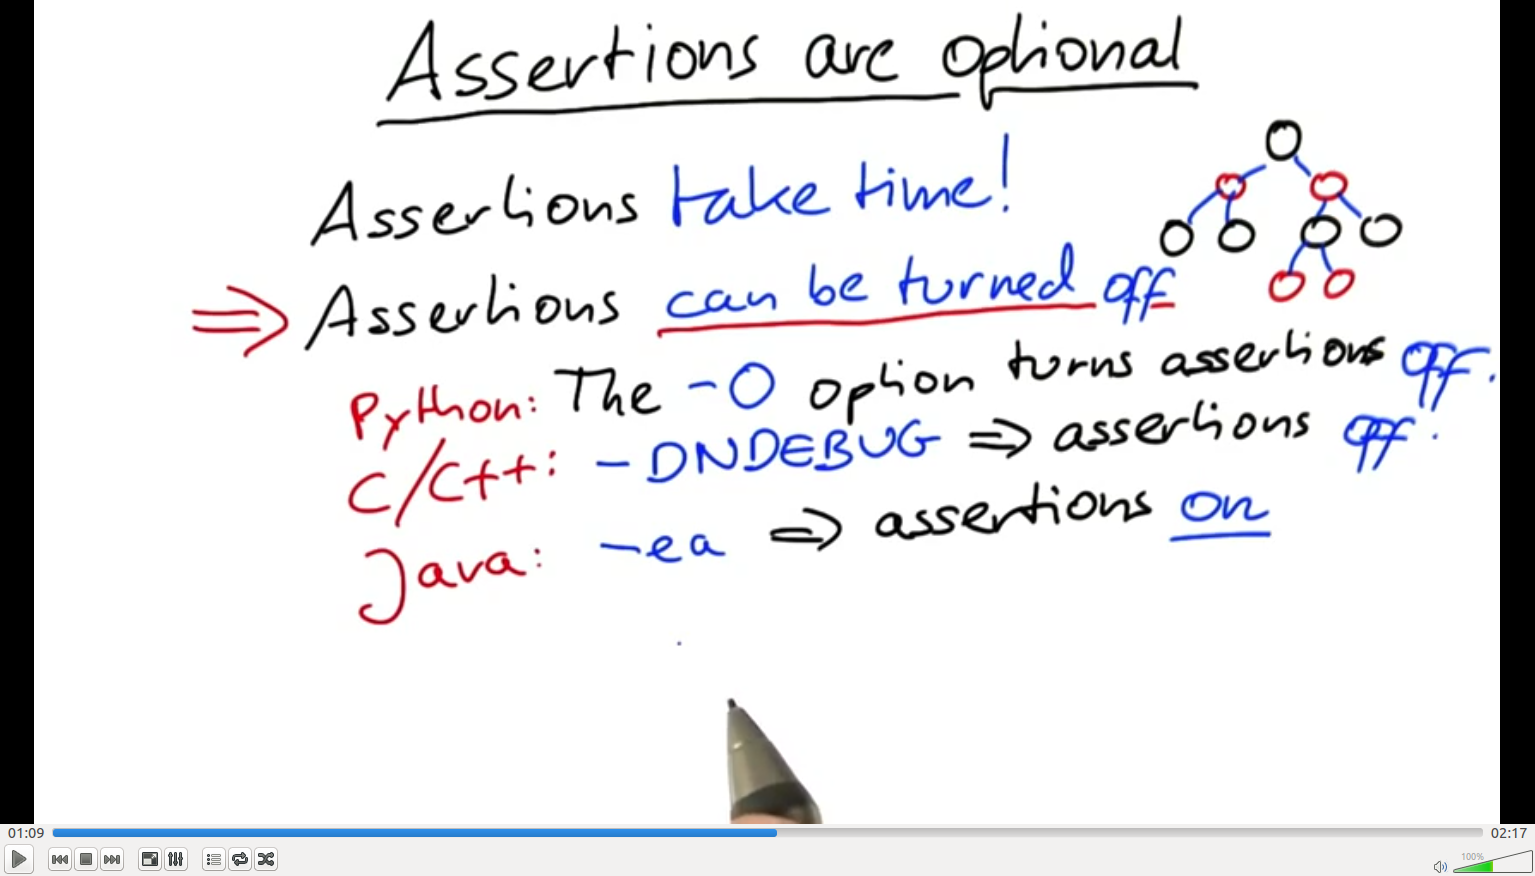 Assertions are optional
Assertions take time!
⇒ Assertions can be turned off
Python: The -O option turns assertions off.
C/C++: -DNDEBUG ⇒ assertions off.
Java: -ea ⇒ assertions on
01:09
02:17
100%